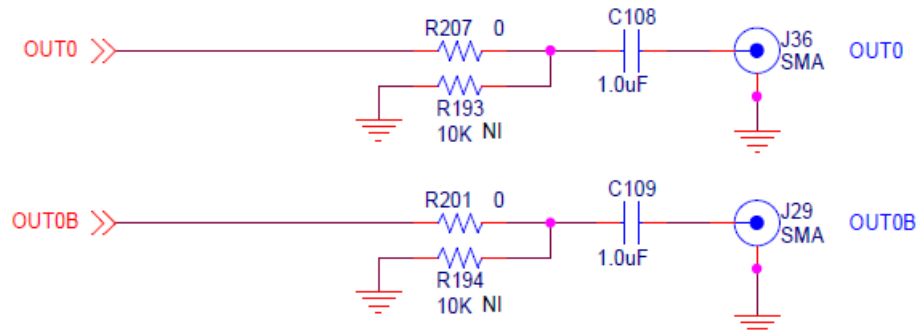 R207 0
C108
J36
OUT0
OUT0
SMA
R193
1.0uF
10K NI
R201 0
C109
J29
OUT0B
OUT0B
SMA
R194
1.0uF
10K NI